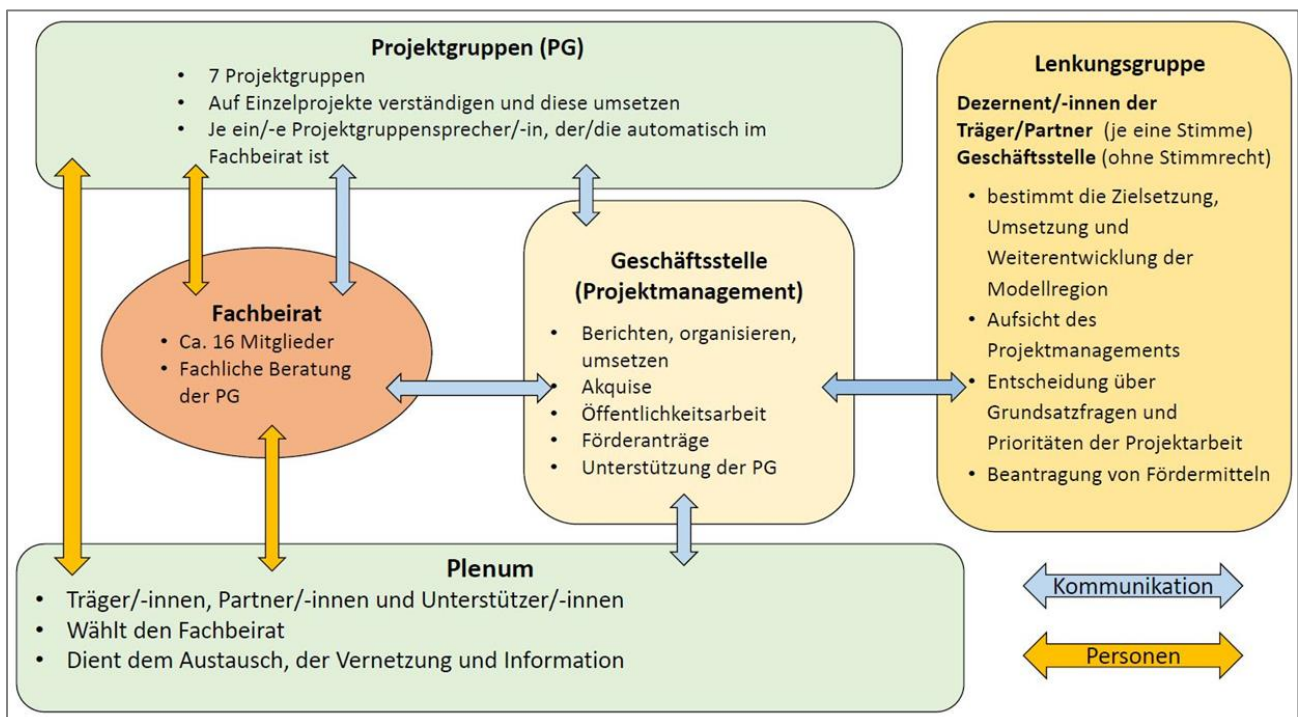 Projektgruppen (PG)
• 7 Projektgruppen
• Auf Einzelprojekte verständigen und diese umsetzen
• Je ein/-e Projektgruppensprecher/-in, der/die automatisch im
Fachbeirat ist
Lenkungsgruppe
Dezernent/-innen der
Träger/Partner (je eine Stimme)
Geschäftsstelle (ohne Stimmrecht)
• bestimmt die Zielsetzung,
Umsetzung und
Weiterentwicklung der
Modellregion
• Aufsicht des
Projektmanagements
• Entscheidung über
Grundsatzfragen und
Prioritäten der Projektarbeit
• Beantragung von Fördermitteln
Fachbeirat
• Ca. 16 Mitglieder
• Fachliche Beratung
der PG
Geschäftsstelle
(Projektmanagement)
• Berichten, organisieren,
umsetzen
• Akquise
• Öffentlichkeitsarbeit
• Förderanträge
• Unterstützung der PG
Plenum
• Träger/-innen, Partner/-innen und Unterstützer/-innen
• Wählt den Fachbeirat
• Dient dem Austausch, der Vernetzung und Information
Kommunikation
Personen